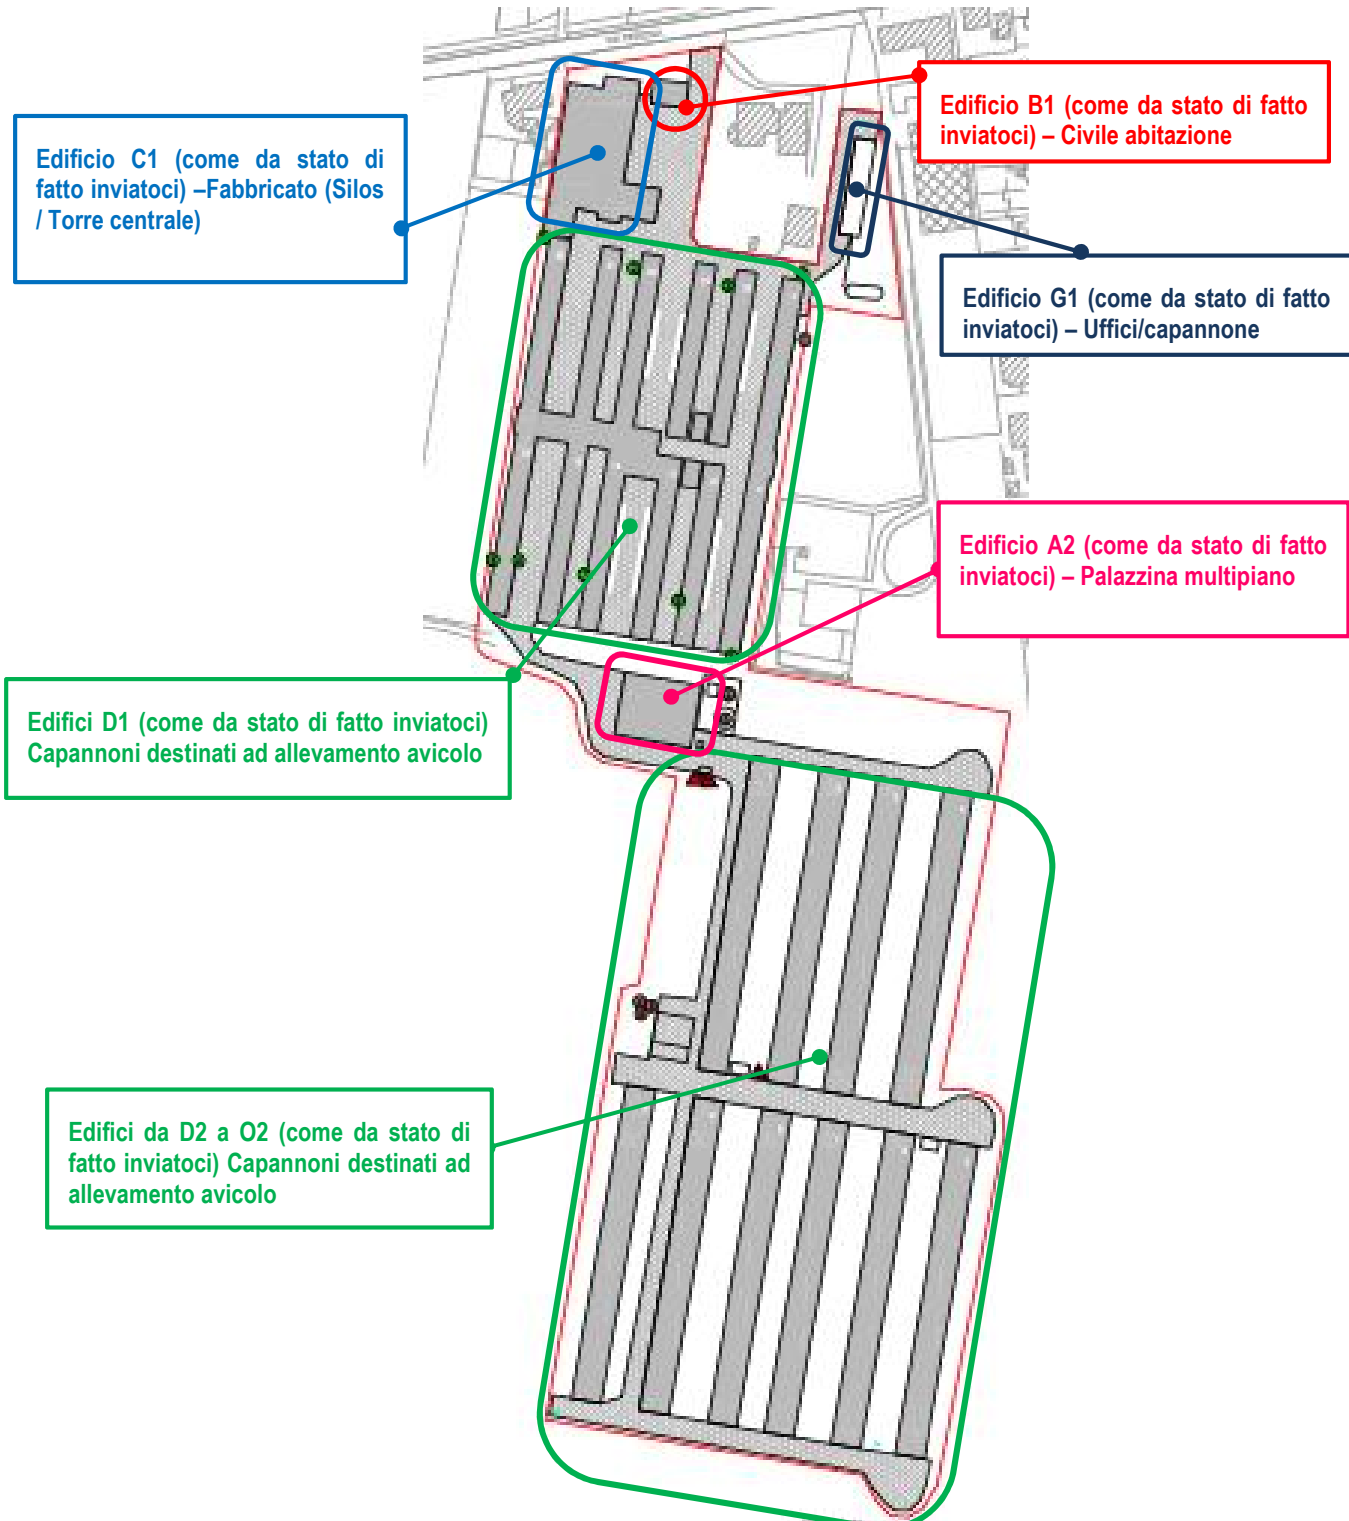 Edificio B1 (come da stato di fatto
inviatoci) – Civile abitazione
Edificio C1 (come da stato di
fatto inviatoci) –Fabbricato (Silos
/ Torre centrale)
Edificio G1 (come da stato di fatto
inviatoci) – Uffici/capannone
Edificio A2 (come da stato di fatto
inviatoci) – Palazzina multipiano
Edifici D1 (come da stato di fatto inviatoci)
Capannoni destinati ad allevamento avicolo
Edifici da D2 a O2 (come da stato di
fatto inviatoci) Capannoni destinati ad
allevamento avicolo